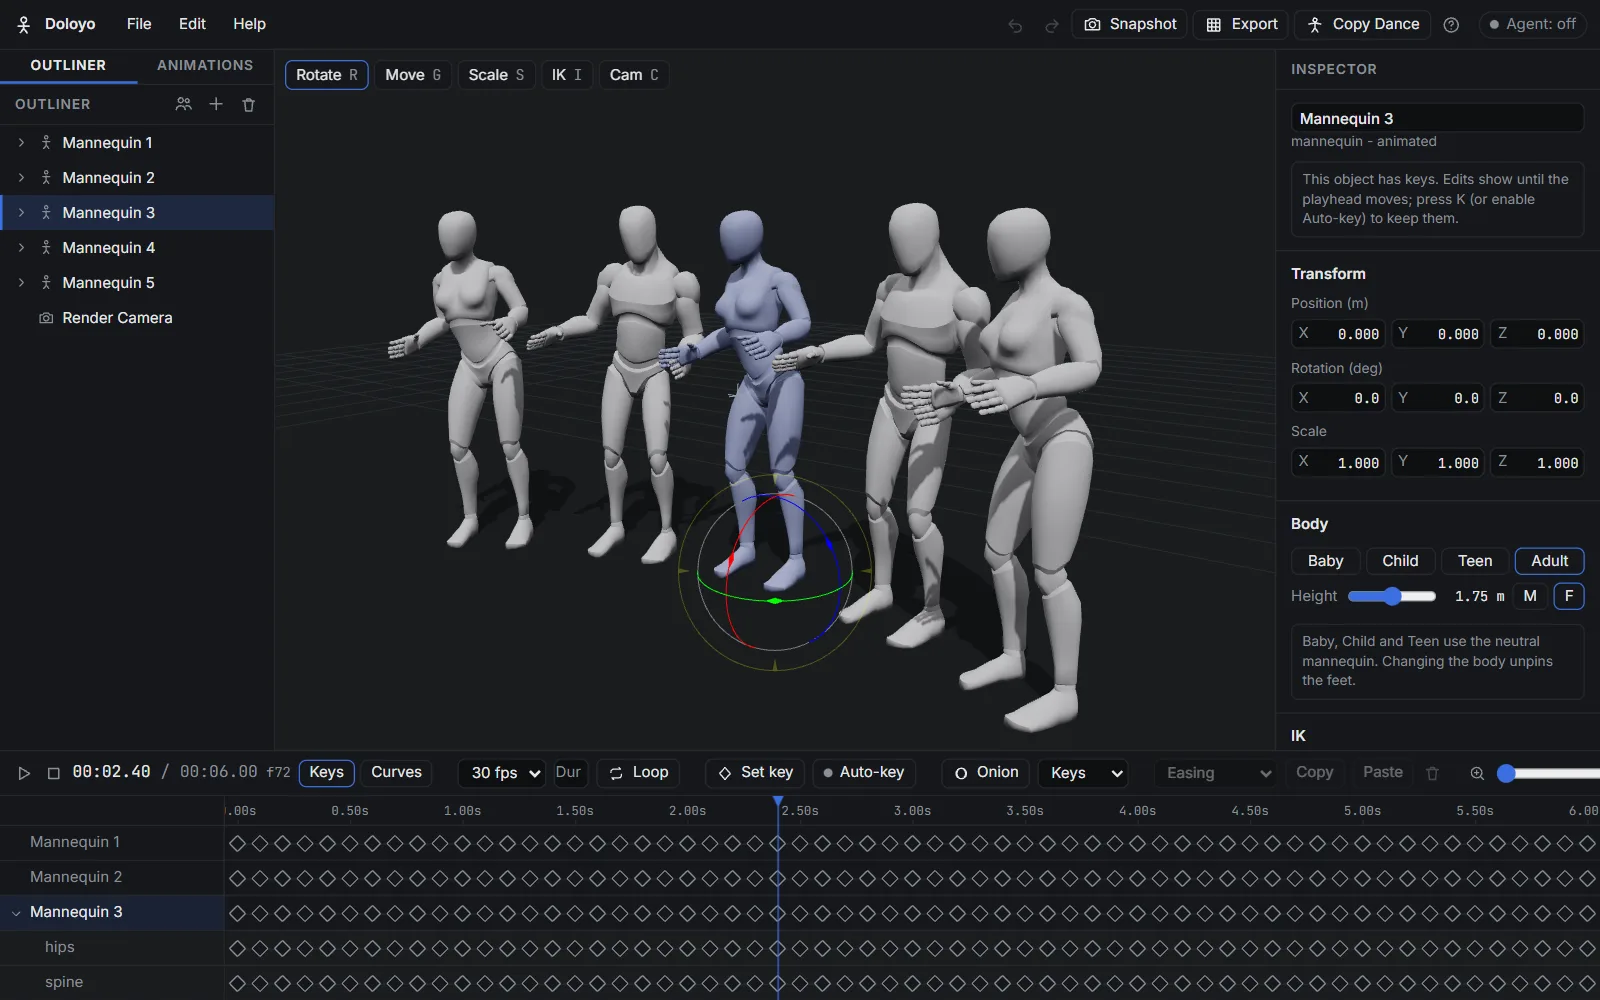 Doloyo File Edit Help Snapshot Export Copy Dance Agent: off
OUTLINER ANIMATIONS
OUTLINER
Mannequin 1
Mannequin 2
Mannequin 3
Mannequin 4
Mannequin 5
Render Camera
Rotate R Move G Scale S IK I Cam C
INSPECTOR
Mannequin 3
mannequin - animated
This object has keys. Edits show until the
playhead moves; press K (or enable
Auto-key) to keep them.
Transform
Position (m)
X 0.000 Y 0.000 Z 0.000
Rotation (deg)
X 0.0 Y 0.0 Z 0.0
Scale
X 1.000 Y 1.000 Z 1.000
Body
Baby Child Teen Adult
Height 1.75 m M F
Baby, Child and Teen use the neutral
mannequin. Changing the body unpins
the feet.
IK
00:02.40 / 00:06.00 f72 Keys Curves 30 fps Dur Loop Set key Auto-key Onion Keys Easing Copy Paste
.00s 0.50s 1.00s 1.50s 2.00s 2.50s 3.00s 3.50s 4.00s 4.50s 5.00s 5.50s 6.00
Mannequin 1
Mannequin 2
Mannequin 3
hips
spine